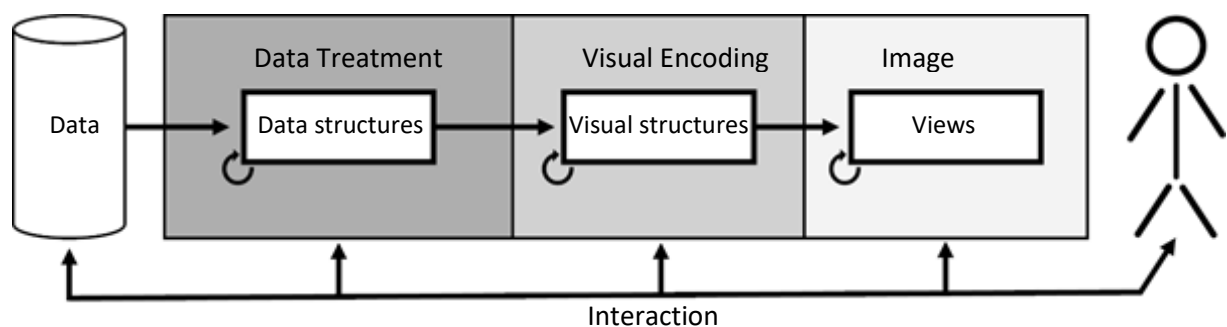 Data Treatment
Visual Encoding
Image
Data
Data structures
Visual structures
Views
Interaction